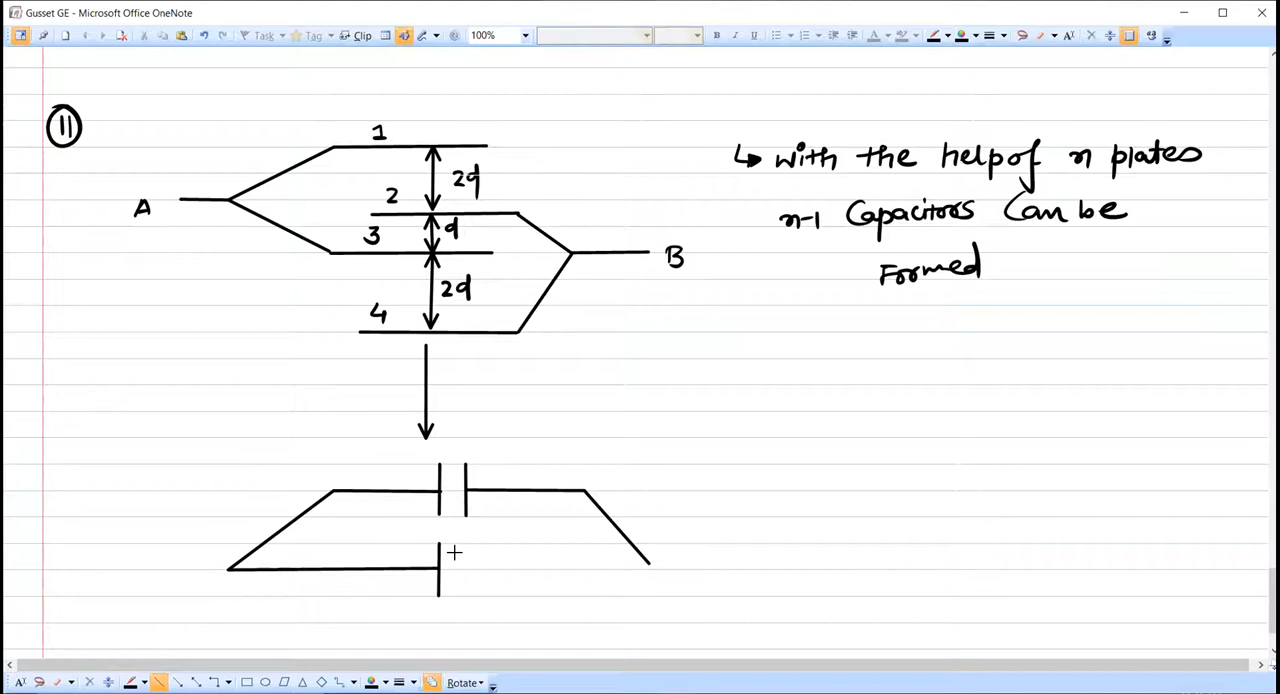 Gusset GE - Microsoft Office OneNote
Task Tag Clip 100% B I U
11
1
2d
2
A
3
d
B
2d
4
↳ with the help of n plates
n-1 Capacitors Can be
Formed
Rotate